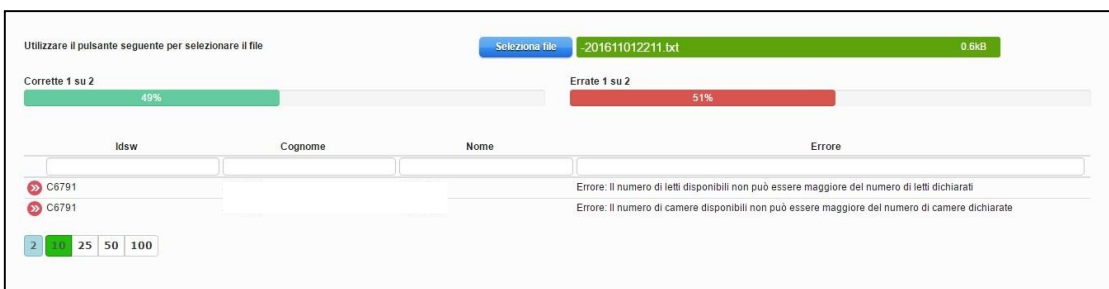 Utilizzare il pulsante seguente per selezionare il file
Seleziona file
-201611012211.txt 0.6kB
Corrette 1 su 2 Errate 1 su 2
49% 51%
Idsw Cognome Nome Errore
C6791 Errore: Il numero di letti disponibili non può essere maggiore del numero di letti dichiarati
C6791 Errore: Il numero di camere disponibili non può essere maggiore del numero di camere dichiarate
2 10 25 50 100